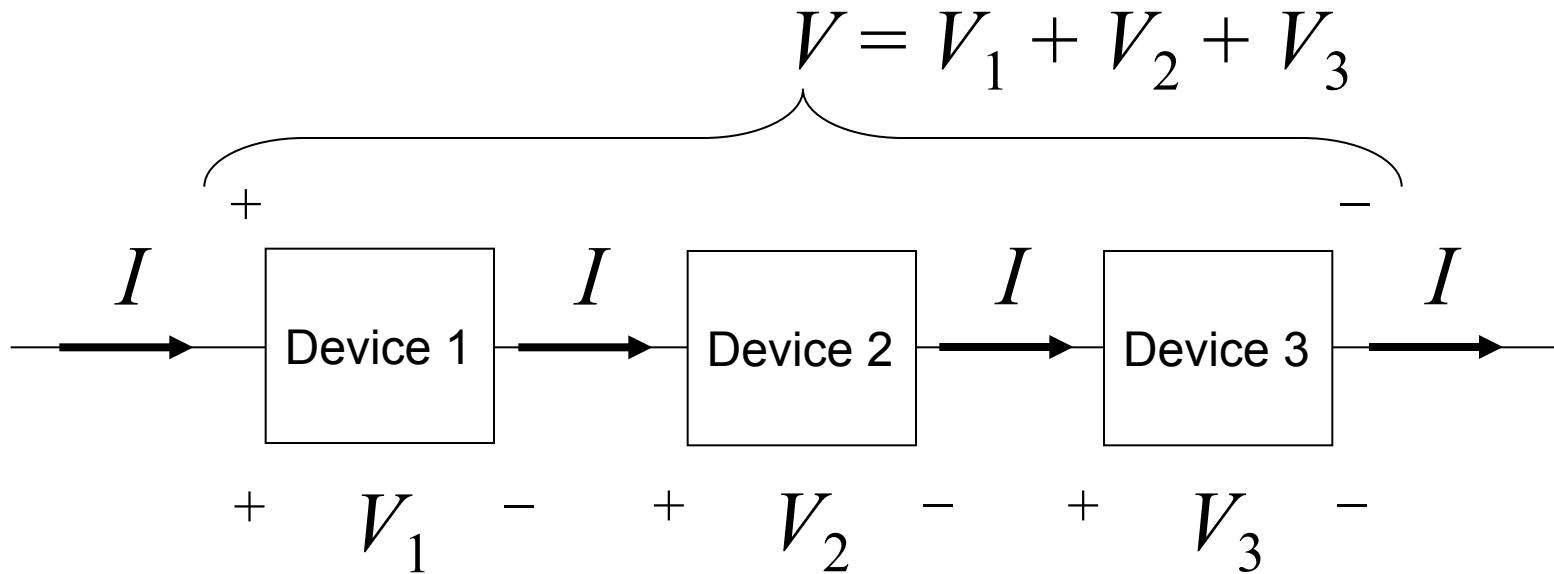 V = V₁ + V₂ + V₃
+ −
I I I I
Device 1 Device 2 Device 3
+ V₁ − + V₂ − + V₃ −